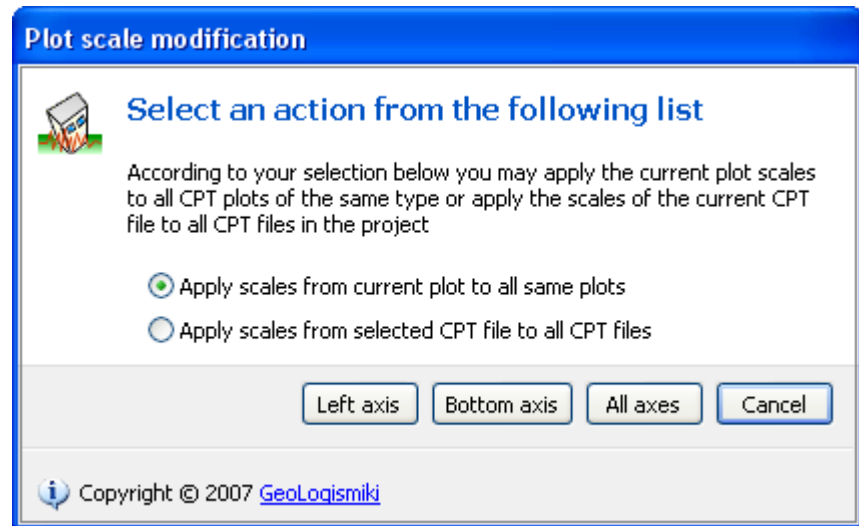 Plot scale modification
Select an action from the following list
According to your selection below you may apply the current plot scales
to all CPT plots of the same type or apply the scales of the current CPT
file to all CPT files in the project
Apply scales from current plot to all same plots
Apply scales from selected CPT file to all CPT files
Left axis Bottom axis All axes Cancel
Copyright © 2007 GeoLogismiki